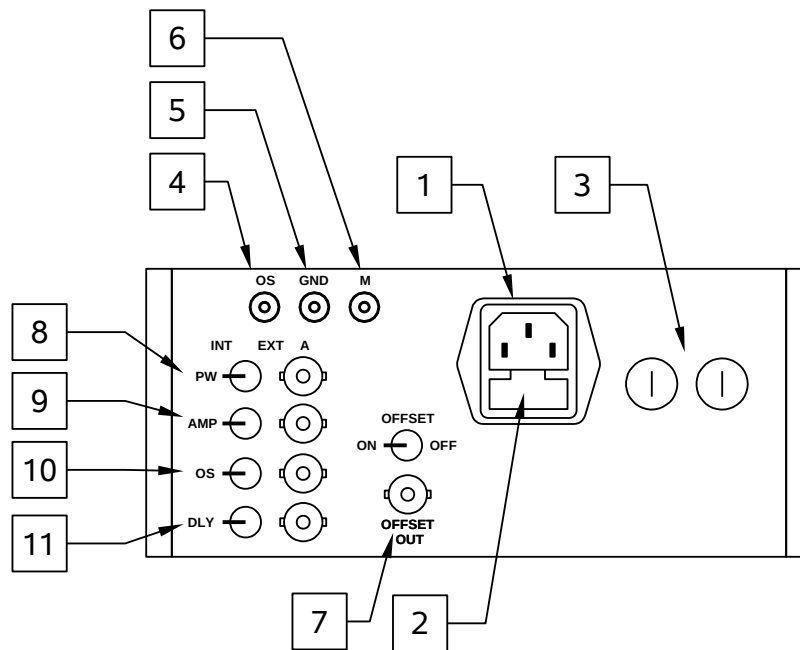 6
5
4
1
3
OS GND M
8
INT EXT A
PW
9
AMP
OFFSET
ON OFF
10
OS
DLY
11
OFFSET
OUT
7
2